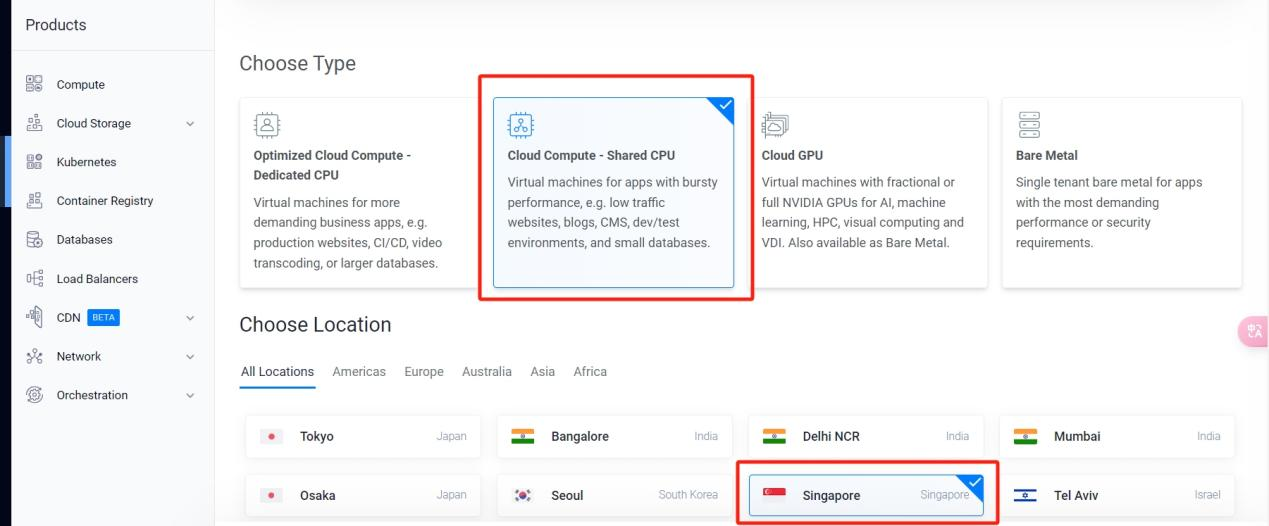 Products
Compute
Cloud Storage
Kubernetes
Container Registry
Databases
Load Balancers
CDN BETA
Network
Orchestration
Choose Type
Optimized Cloud Compute -
Dedicated CPU
Virtual machines for more
demanding business apps, e.g.
production websites, CI/CD, video
transcoding, or larger databases.
Cloud Compute - Shared CPU
Virtual machines for apps with bursty
performance, e.g. low traffic
websites, blogs, CMS, dev/test
environments, and small databases.
Cloud GPU
Virtual machines with fractional or
full NVIDIA GPUs for AI, machine
learning, HPC, visual computing and
VDI. Also available as Bare Metal.
Bare Metal
Single tenant bare metal for apps
with the most demanding
performance or security
requirements.
Choose Location
All Locations Americas Europe Australia Asia Africa
Tokyo Japan
Bangalore India
Delhi NCR India
Mumbai India
Osaka Japan
Seoul South Korea
Singapore Singapore
Tel Aviv Israel
中A